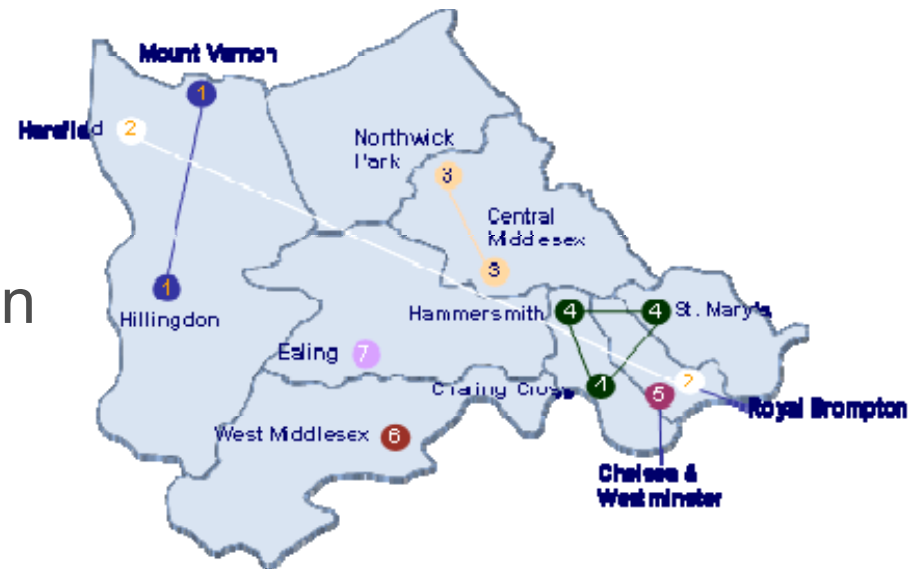 Mount Vernon
1
Harefield
2
Northwick
Park
3
Central
Middlesex
3
n
1
Hillingdon
Hammersmith
4
4
St. Mary's
Ealing
7
Charing Cross
4
2
5
Royal Brompton
West Middlesex
6
Chelsea &
Westminster